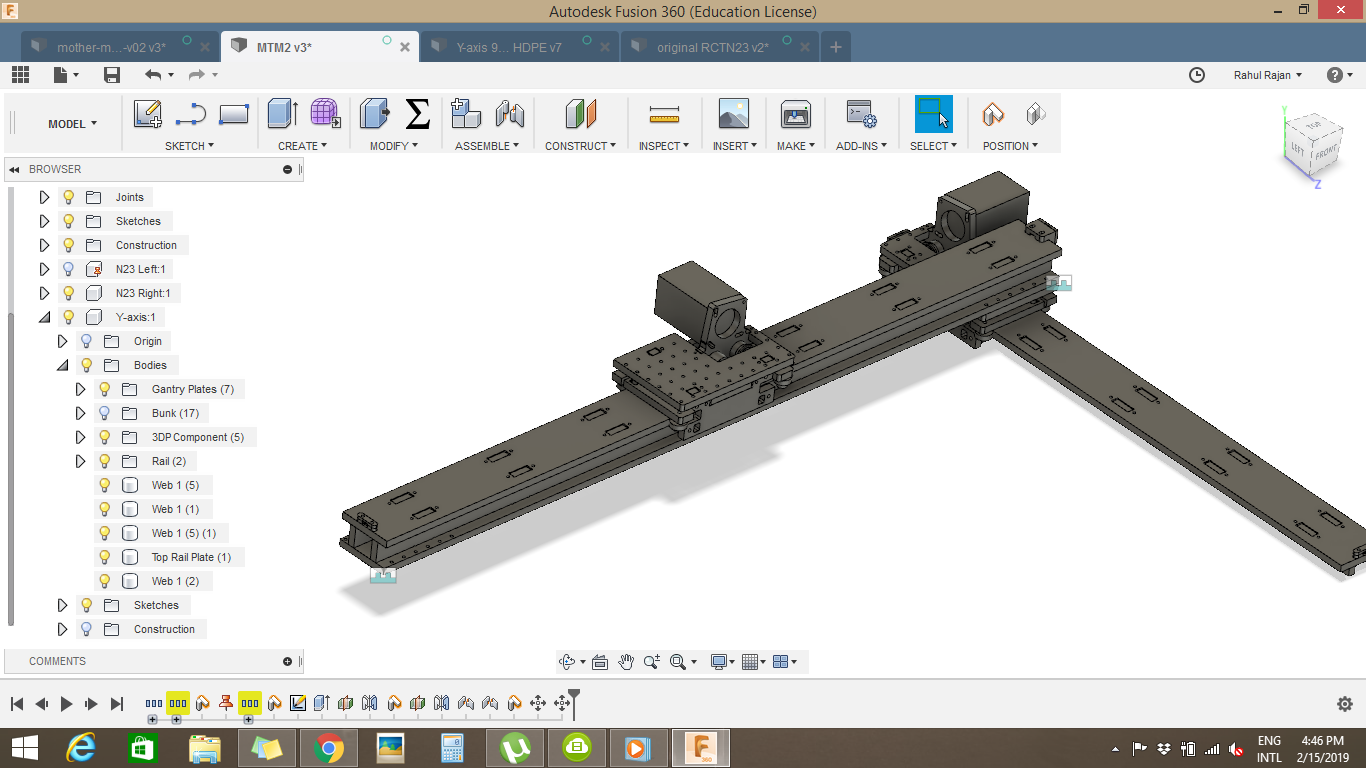 Autodesk Fusion 360 (Education License)
mother-m...-v02 v3*
MTM2 v3*
Y-axis 9... HDPE v7
original RCTN23 v2*
Rahul Rajan
MODEL
SKETCH
CREATE
MODIFY
ASSEMBLE
CONSTRUCT
INSPECT
INSERT
MAKE
ADD-INS
SELECT
POSITION
Y
TOP
LEFT
FRONT
Z
BROWSER
Joints
Sketches
Construction
N23 Left:1
N23 Right:1
Y-axis:1
Origin
Bodies
Gantry Plates (7)
Bunk (17)
3DP Component (5)
Rail (2)
Web 1 (5)
Web 1 (1)
Web 1 (5) (1)
Top Rail Plate (1)
Web 1 (2)
Sketches
Construction
COMMENTS
ENG
INTL
4:46 PM
2/15/2019